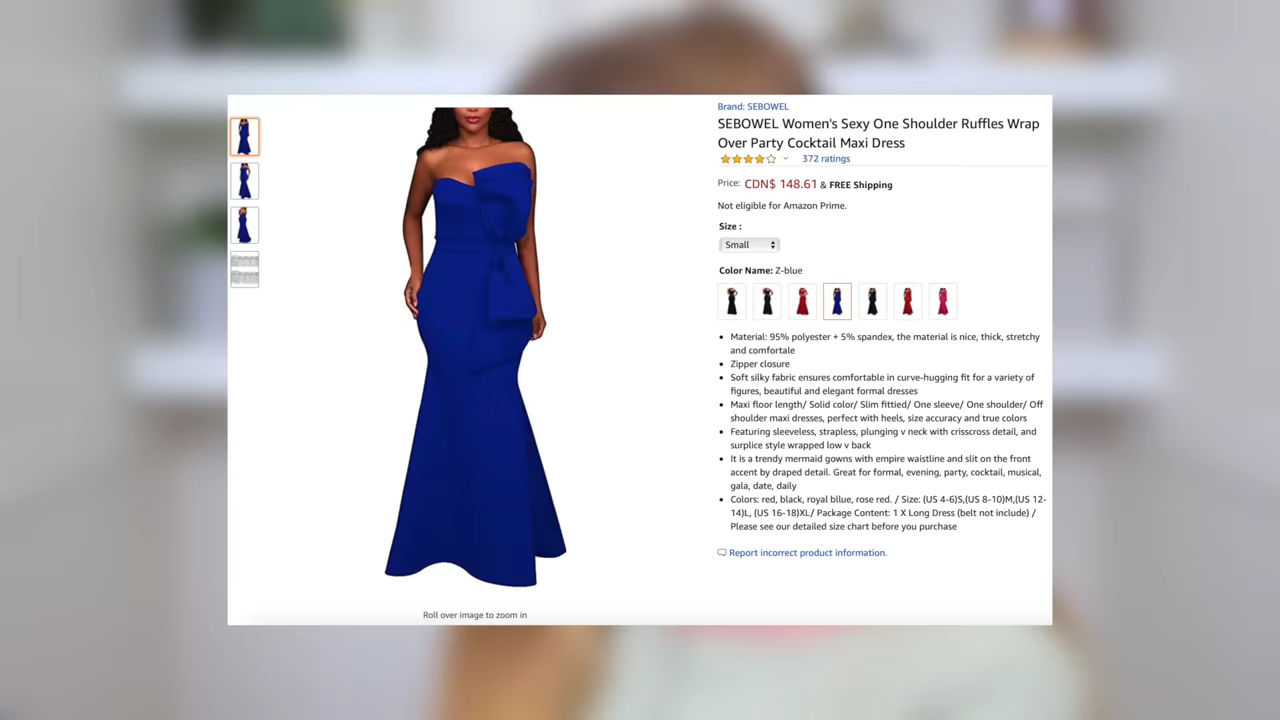 Brand: SEBOWEL
SEBOWEL Women's Sexy One Shoulder Ruffles Wrap
Over Party Cocktail Maxi Dress
372 ratings
Price: CDN$ 148.61 & FREE Shipping
Not eligible for Amazon Prime.
Size :
Small
Color Name: Z-blue
• Material: 95% polyester + 5% spandex, the material is nice, thick, stretchy
and comfortale
• Zipper closure
• Soft silky fabric ensures comfortable in curve-hugging fit for a variety of
figures, beautiful and elegant formal dresses
• Maxi floor length/ Solid color/ Slim fittied/ One sleeve/ One shoulder/ Off
shoulder maxi dresses, perfect with heels, size accuracy and true colors
• Featuring sleeveless, strapless, plunging v neck with crisscross detail, and
surplice style wrapped low v back
• It is a trendy mermaid gowns with empire waistline and slit on the front
accent by draped detail. Great for formal, evening, party, cocktail, musical,
gala, date, daily
• Colors: red, black, royal bllue, rose red. / Size: (US 4-6)S,(US 8-10)M,(US 12-
14)L, (US 16-18)XL/ Package Content: 1 X Long Dress (belt not include) /
Please see our detailed size chart before you purchase
Report incorrect product information.
Roll over image to zoom in